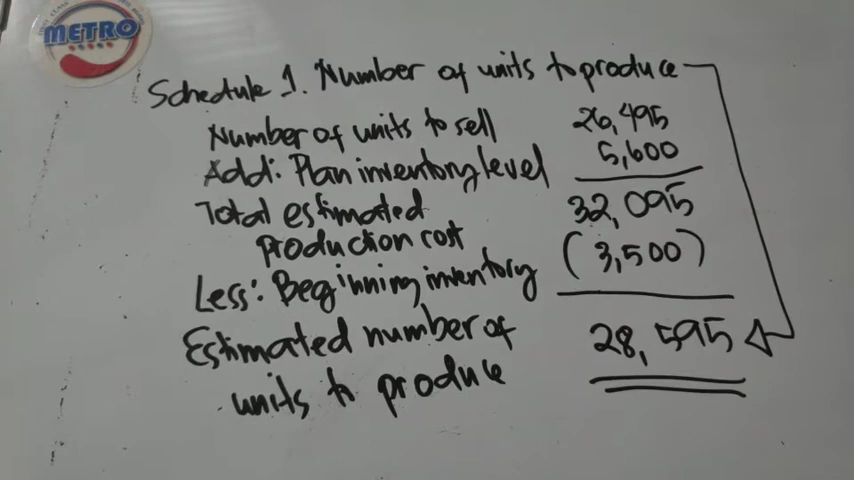 METRO
Schedule 1. Number of units to produce
Number of units to sell 26,495
Add: Plan inventory level 5,600
Total estimated 32,095
production cost
Less: Beginning inventory (3,500)
Estimated number of 28,595
units to produce